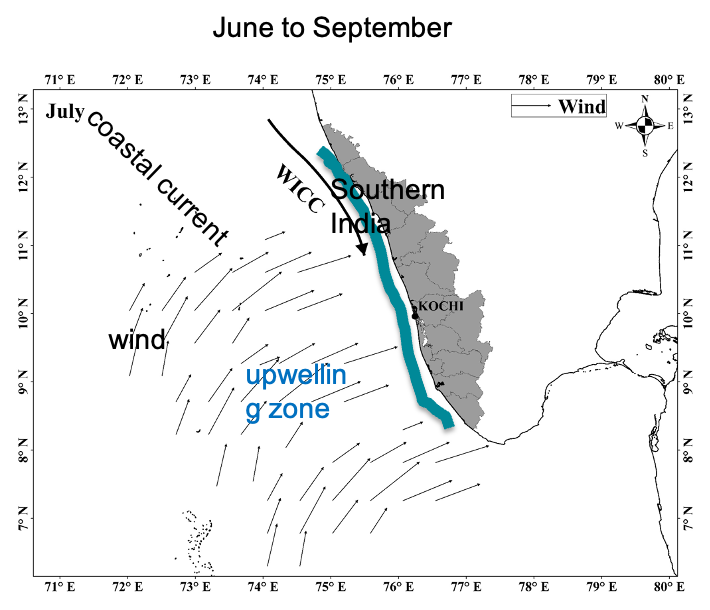 June to September
71° E 72° E 73° E 74° E 75° E 76° E 77° E 78° E 79° E 80° E
13° N 13° N
July
Wind
N
W E
S
coastal current
12° N 12° N
WICC
Southern
India
11° N 11° N
10° N 10° N
KOCHI
wind
9° N 9° N
upwellin
g zone
8° N 8° N
7° N 7° N
71° E 72° E 73° E 74° E 75° E 76° E 77° E 78° E 79° E 80° E